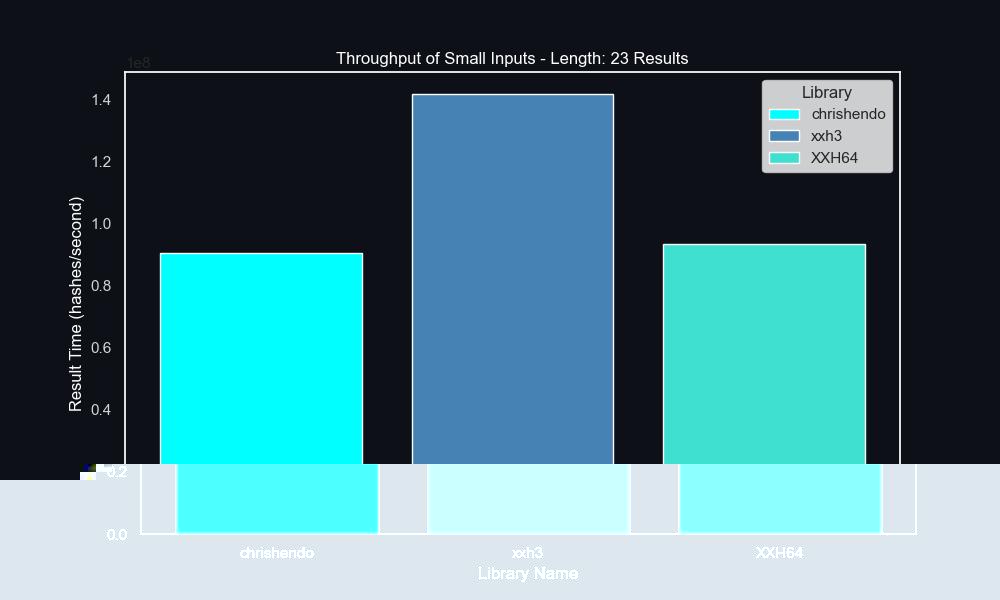 Throughput of Small Inputs - Length: 23 Results
1e8
1.4
1.2
1.0
0.8
0.6
0.4
0.2
0.0
Result Time (hashes/second)
Library
chrishendo
xxh3
XXH64
chrishendo
xxh3
XXH64
Library Name